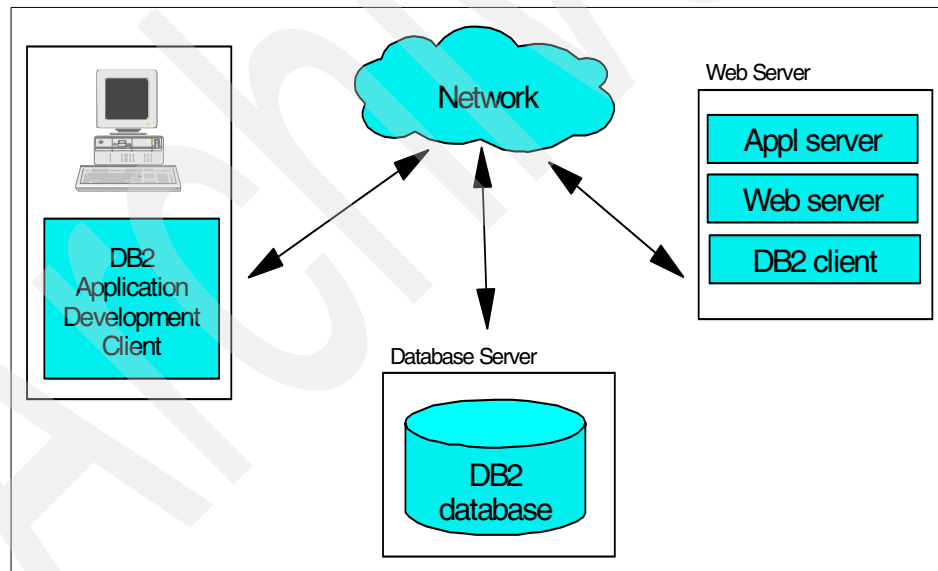 Network
Web Server
Appl server
Web server
DB2 client
DB2
Application
Development
Client
Database Server
DB2
database